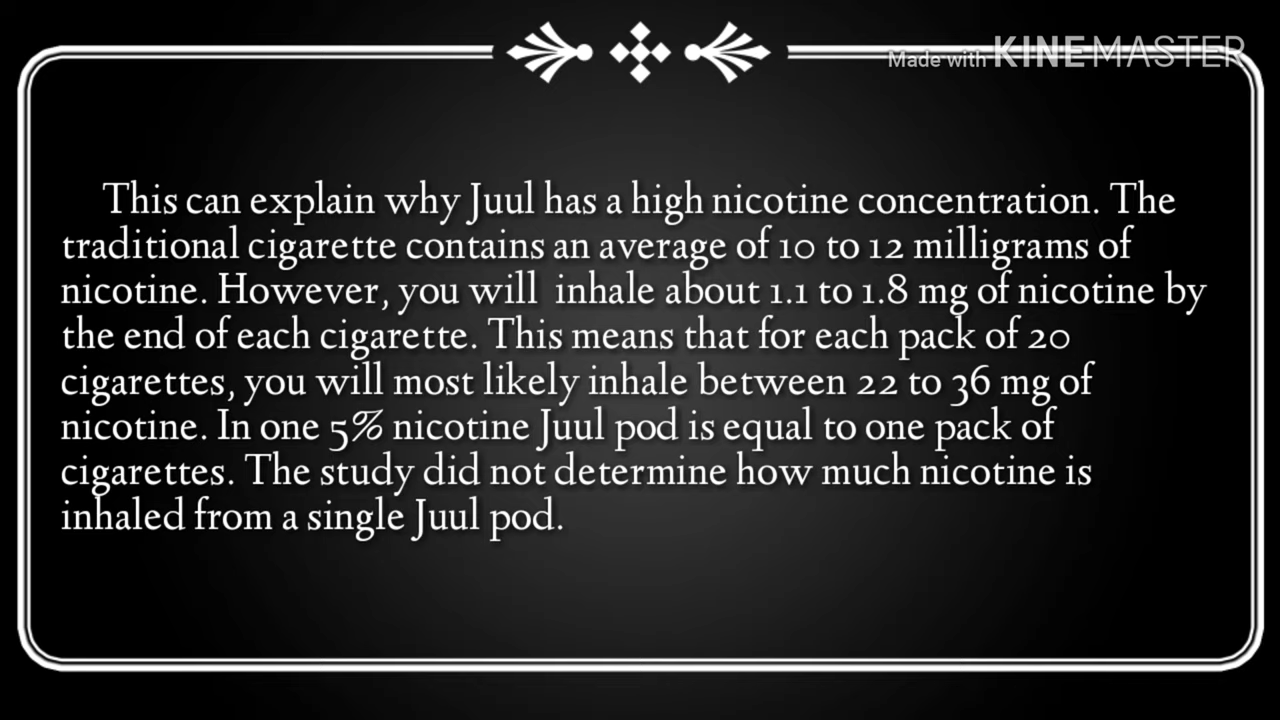 Made with KINEMASTER
This can explain why Juul has a high nicotine concentration. The
traditional cigarette contains an average of 10 to 12 milligrams of
nicotine. However, you will inhale about 1.1 to 1.8 mg of nicotine by
the end of each cigarette. This means that for each pack of 20
cigarettes, you will most likely inhale between 22 to 36 mg of
nicotine. In one 5% nicotine Juul pod is equal to one pack of
cigarettes. The study did not determine how much nicotine is
inhaled from a single Juul pod.